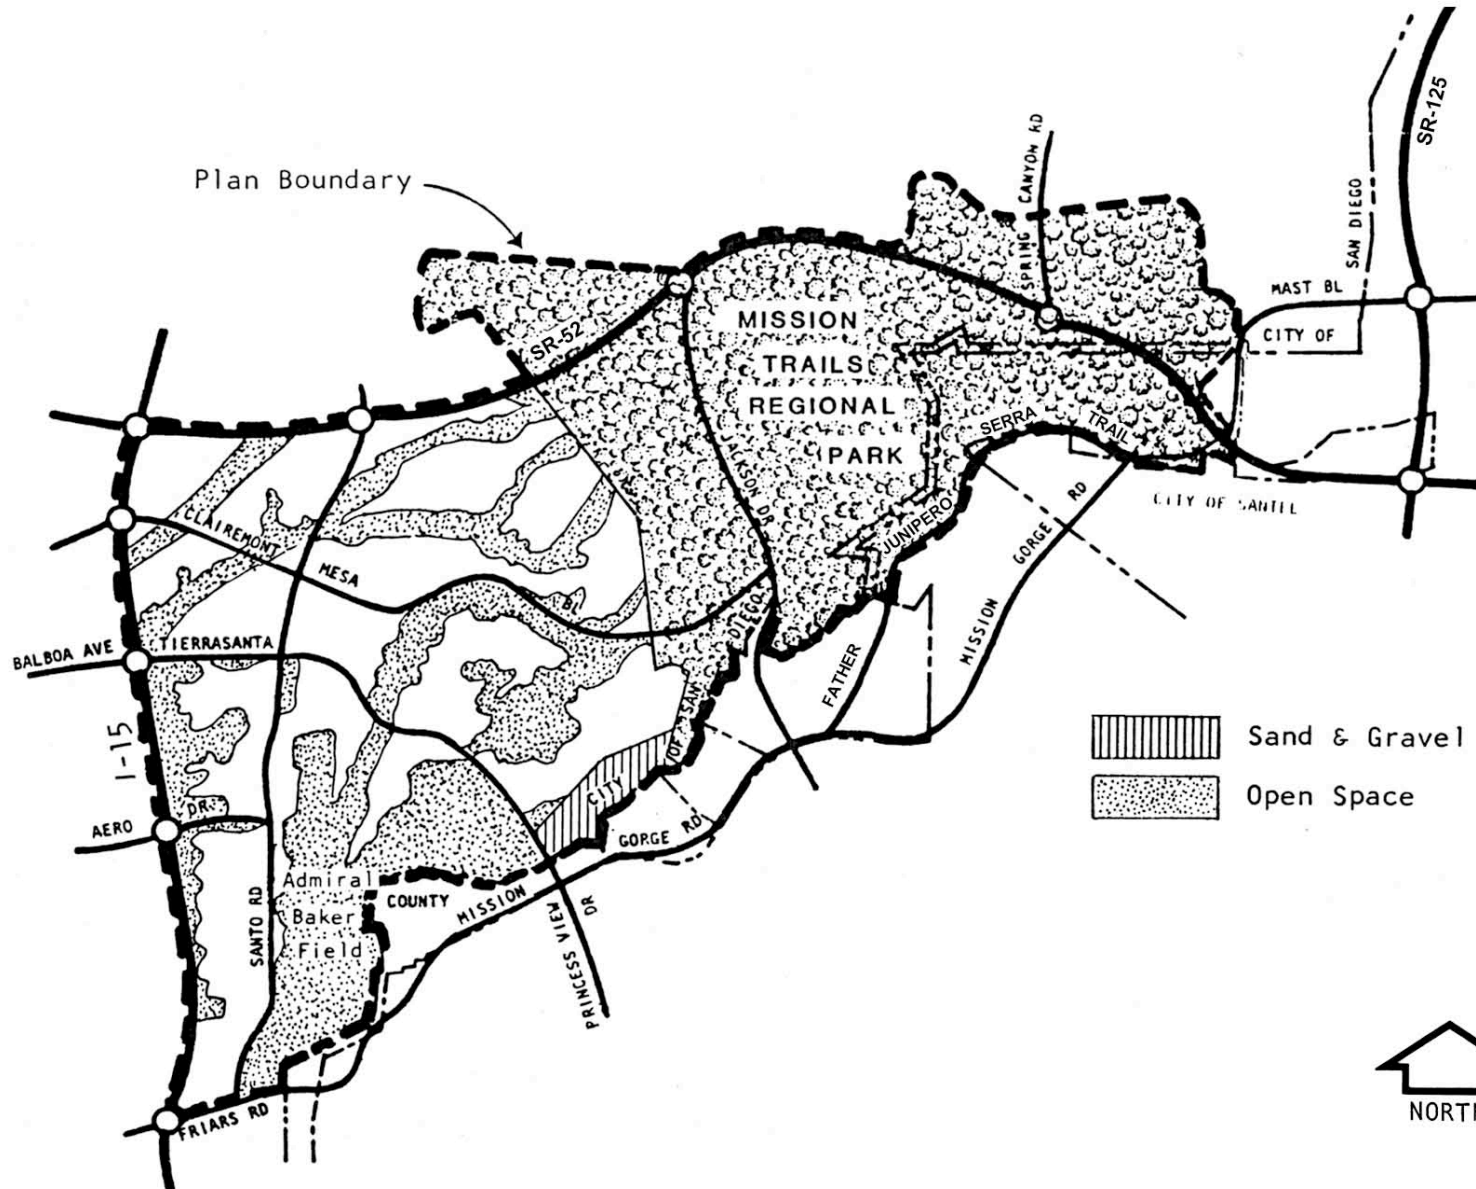 SR-125
SPRING CANYON RD
Plan Boundary
SAN DIEGO
MAST BL
CITY OF
MISSION
TRAILS
REGIONAL
PARK
SR-52
SERRA TRAIL
JACKSON DR
JUNIPERO
CITY OF
CLAIREMONT MESA BL
GORGE RD
MISSION
BALBOA AVE
TIERRASANTA
FATHER
CITY OF SAN DIEGO
I-15
Sand & Gravel
Open Space
AERO DR
GORGE RD
MISSION
COUNTY
Admiral
Baker
Field
SANTO RD
PRINCESS VIEW DR
FRIARS RD